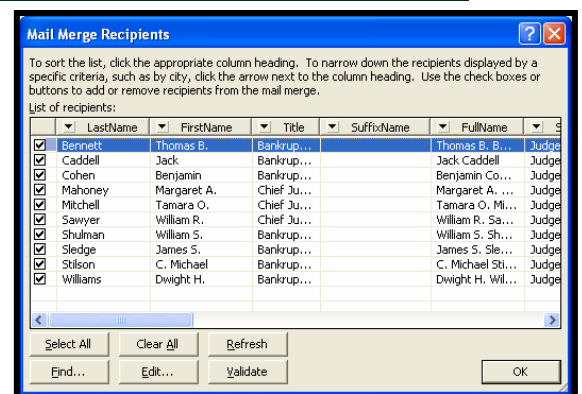 Mail Merge Recipients
To sort the list, click the appropriate column heading. To narrow down the recipients displayed by a
specific criteria, such as by city, click the arrow next to the column heading. Use the check boxes or
buttons to add or remove recipients from the mail merge.
List of recipients:
LastName FirstName Title SuffixName FullName S
Bennett Thomas B. Bankrup... Thomas B. B... Judge
Caddell Jack Bankrup... Jack Caddell Judge
Cohen Benjamin Bankrup... Benjamin Co... Judge
Mahoney Margaret A. Chief Ju... Margaret A. ... Judge
Mitchell Tamara O. Chief Ju... Tamara O. Mi... Judge
Sawyer William R. Chief Ju... William R. Sa... Judge
Shulman William S. Bankrup... William S. Sh... Judge
Sledge James S. Bankrup... James S. Sle... Judge
Stilson C. Michael Bankrup... C. Michael Sti... Judge
Williams Dwight H. Bankrup... Dwight H. Wil... Judge
Select All Clear All Refresh
Find... Edit... Validate OK